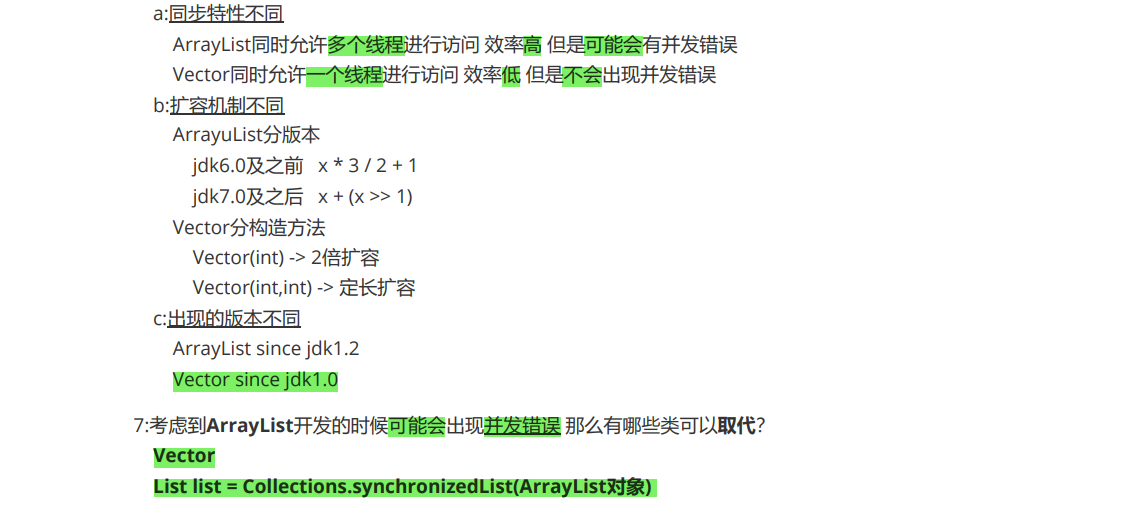 a:同步特性不同
ArrayList同时允许多个线程进行访问 效率高 但是可能会有并发错误
Vector同时允许一个线程进行访问 效率低 但是不会出现并发错误
b:扩容机制不同
ArrayuList分版本
jdk6.0及之前 x * 3 / 2 + 1
jdk7.0及之后 x + (x >> 1)
Vector分构造方法
Vector(int) -> 2倍扩容
Vector(int,int) -> 定长扩容
c:出现的版本不同
ArrayList since jdk1.2
Vector since jdk1.0
7:考虑到ArrayList开发的时候可能会出现并发错误 那么有哪些类可以取代?
Vector
List list = Collections.synchronizedList(ArrayList对象)